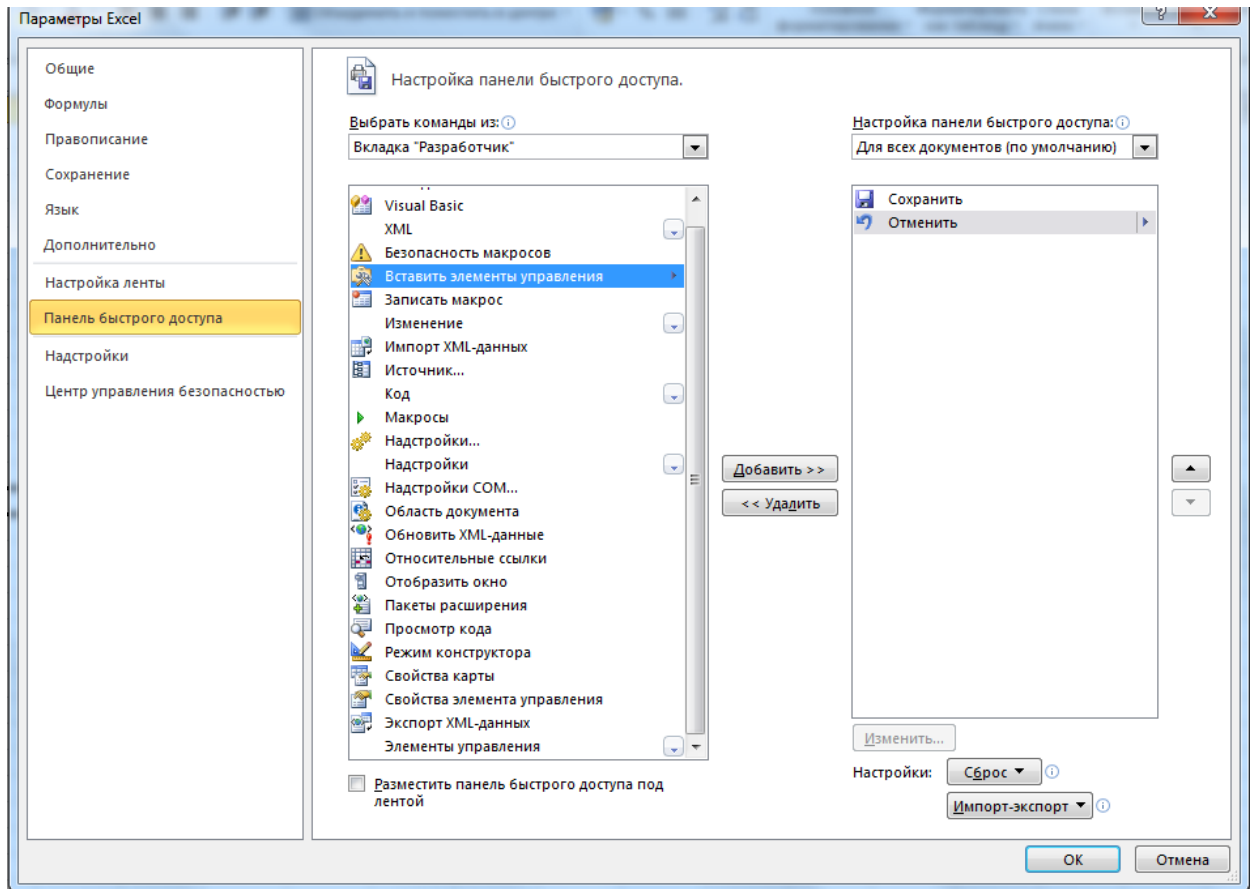 Параметры Excel
Общие
Формулы
Правописание
Сохранение
Язык
Дополнительно
Настройка ленты
Панель быстрого доступа
Надстройки
Центр управления безопасностью
Настройка панели быстрого доступа.
Выбрать команды из:
Вкладка "Разработчик"
Visual Basic
XML
Безопасность макросов
Вставить элементы управления
Записать макрос
Изменение
Импорт XML-данных
Источник...
Код
Макросы
Надстройки...
Надстройки
Надстройки COM...
Область документа
Обновить XML-данные
Относительные ссылки
Отобразить окно
Пакеты расширения
Просмотр кода
Режим конструктора
Свойства карты
Свойства элемента управления
Экспорт XML-данных
Элементы управления
Разместить панель быстрого доступа под
лентой
Добавить >>
<< Удалить
Настройка панели быстрого доступа:
Для всех документов (по умолчанию)
Сохранить
Отменить
Изменить...
Настройки:
Сброс
Импорт-экспорт
ОК
Отмена